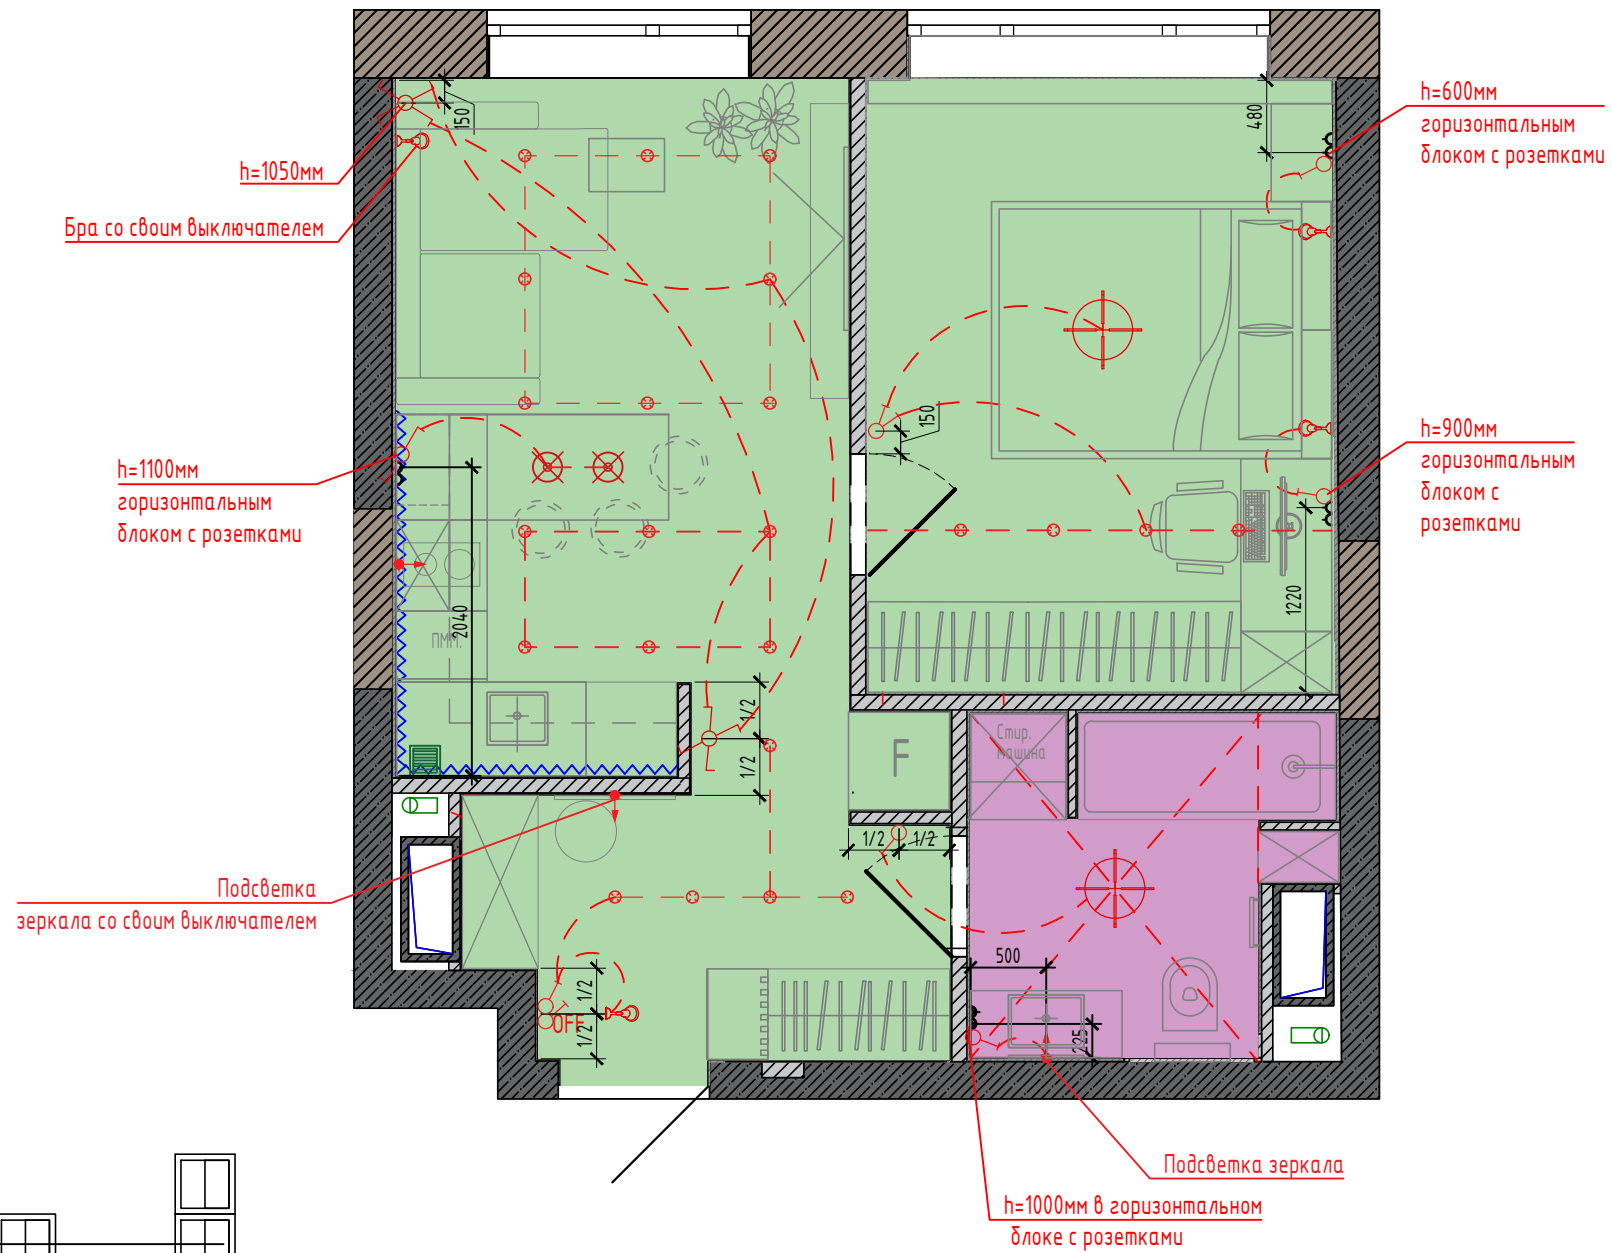 h=1050мм
Бра со своим выключателем
h=1100мм
горизонтальным
блоком с розетками
Подсветка
зеркала со своим выключателем
h=600мм
горизонтальным
блоком с розетками
h=900мм
горизонтальным
блоком с
розетками
Подсветка зеркала
h=1000мм в горизонтальном
блоке с розетками
150
480
150
2040
1220
ПММ.
1/2
1/2
F
Стир.
машина
1/2
1/2
500
225
1/2
1/2
OFF